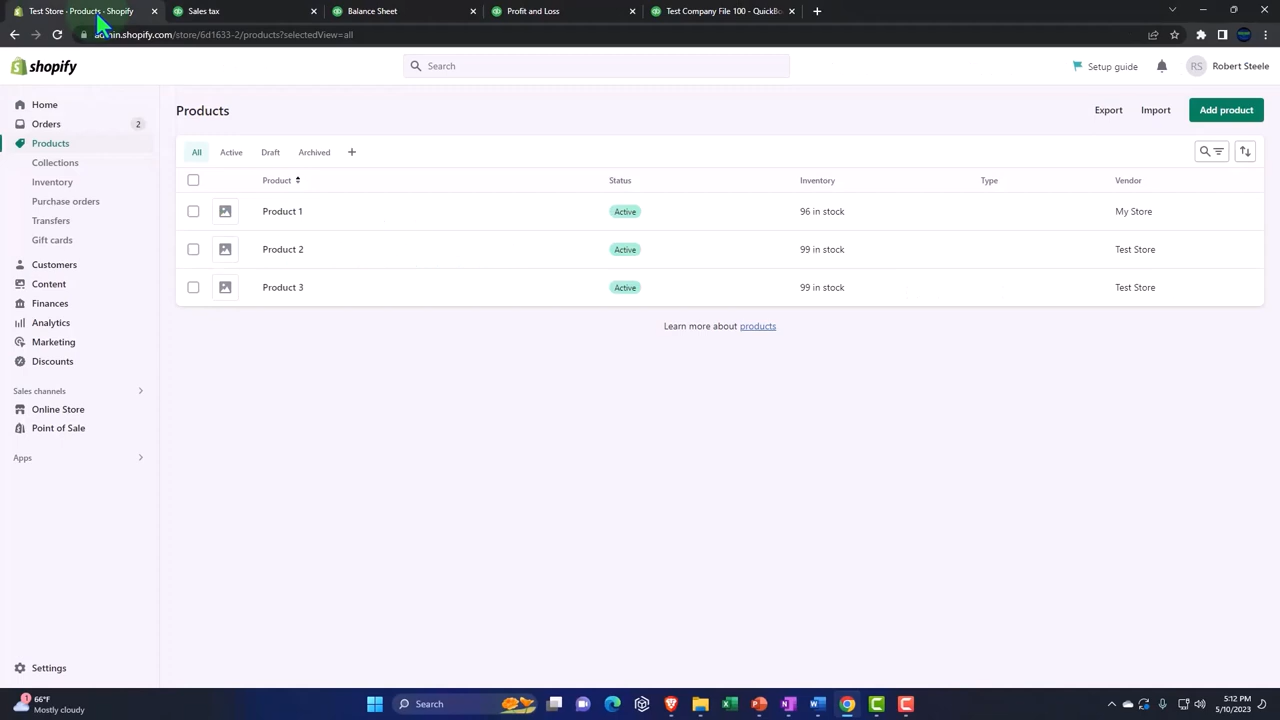 Test Store - Products - Shopify
Sales tax
Balance Sheet
Profit and Loss
Test Company File 100 - Quickb
admin.shopify.com/store/6d1633-2/products?selectedView=all
shopify
Search
Setup guide
RS
Robert Steele
Home
Orders
2
Products
Collections
Inventory
Purchase orders
Transfers
Gift cards
Customers
Content
Finances
Analytics
Marketing
Discounts
Sales channels
Online Store
Point of Sale
Apps
Settings
Products
Export
Import
Add product
All
Active
Draft
Archived
Product
Status
Inventory
Type
Vendor
Product 1
Active
96 in stock
My Store
Product 2
Active
99 in stock
Test Store
Product 3
Active
99 in stock
Test Store
Learn more about products
1
66°F
Mostly cloudy
Search
5:12 PM
5/10/2023